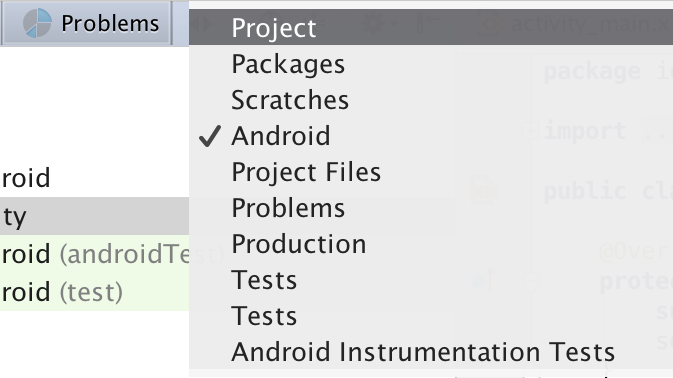 Problems
Project
activity_main.x
Packages
package i
Scratches
Android
import ...
roid
Project Files
public cla
ty
Problems
roid (androidTe
Production
@Over
roid (test)
Tests
prote
Tests
Android Instrumentation Tests